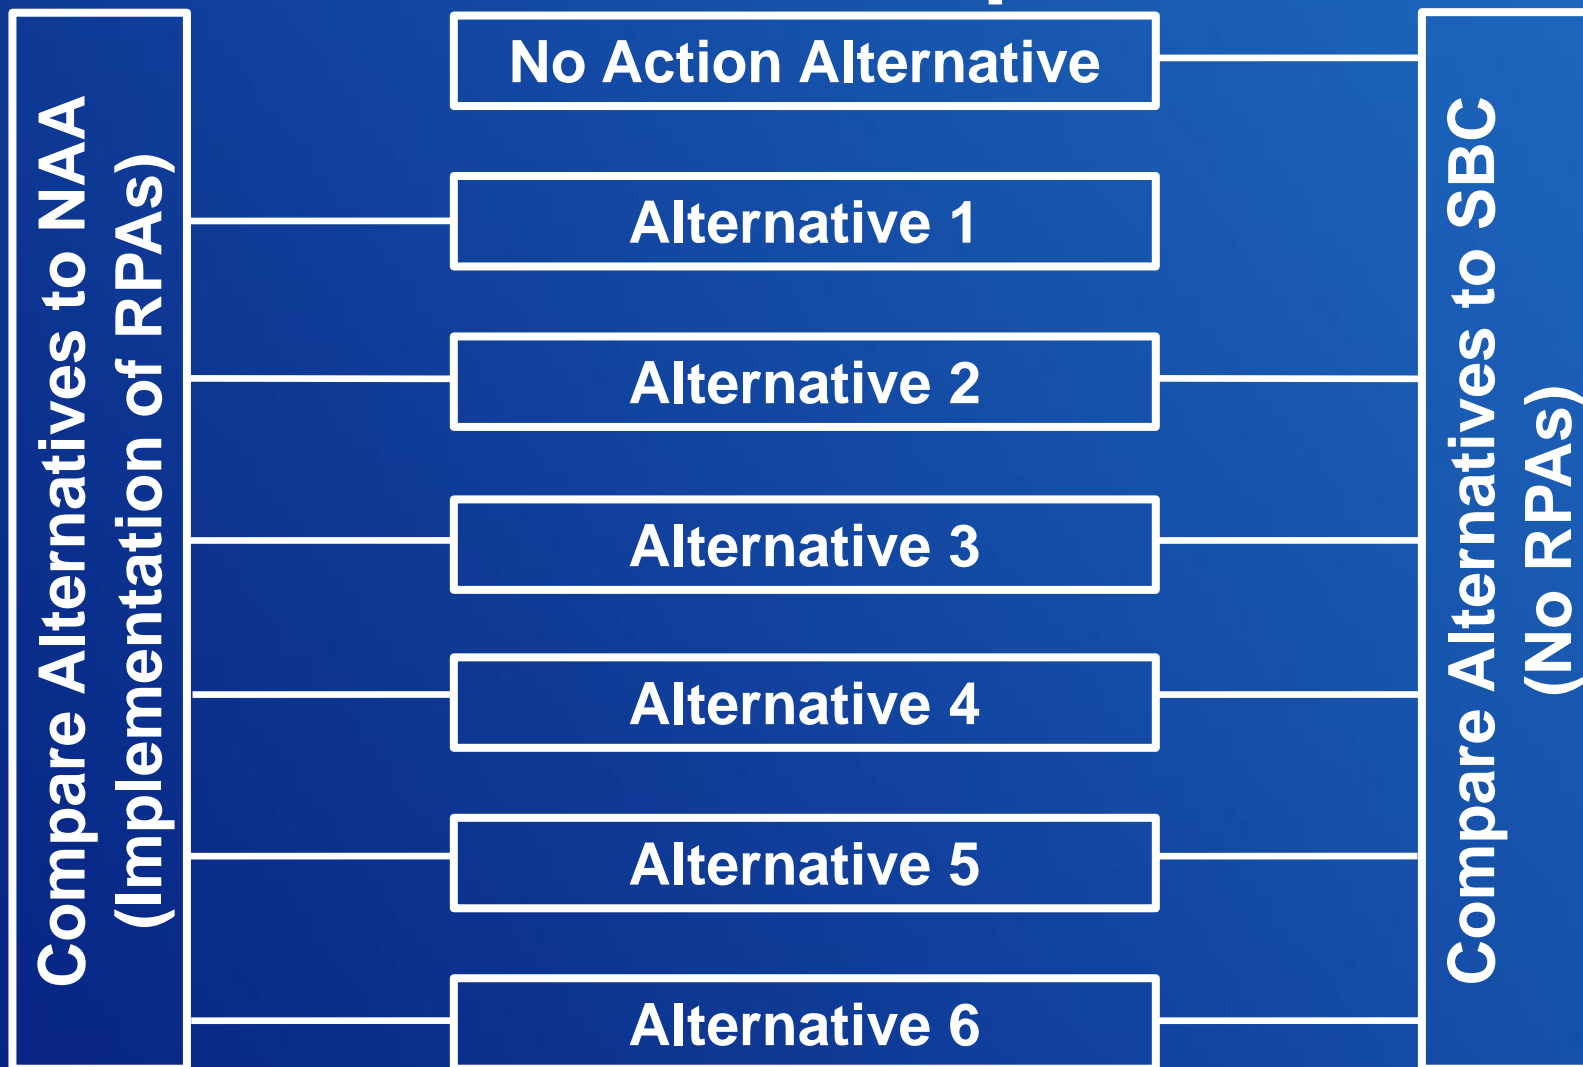 Compare Alternatives to NAA
(Implementation of RPAs)
No Action Alternative
Alternative 1
Alternative 2
Alternative 3
Alternative 4
Alternative 5
Alternative 6
Compare Alternatives to SBC
(No RPAs)